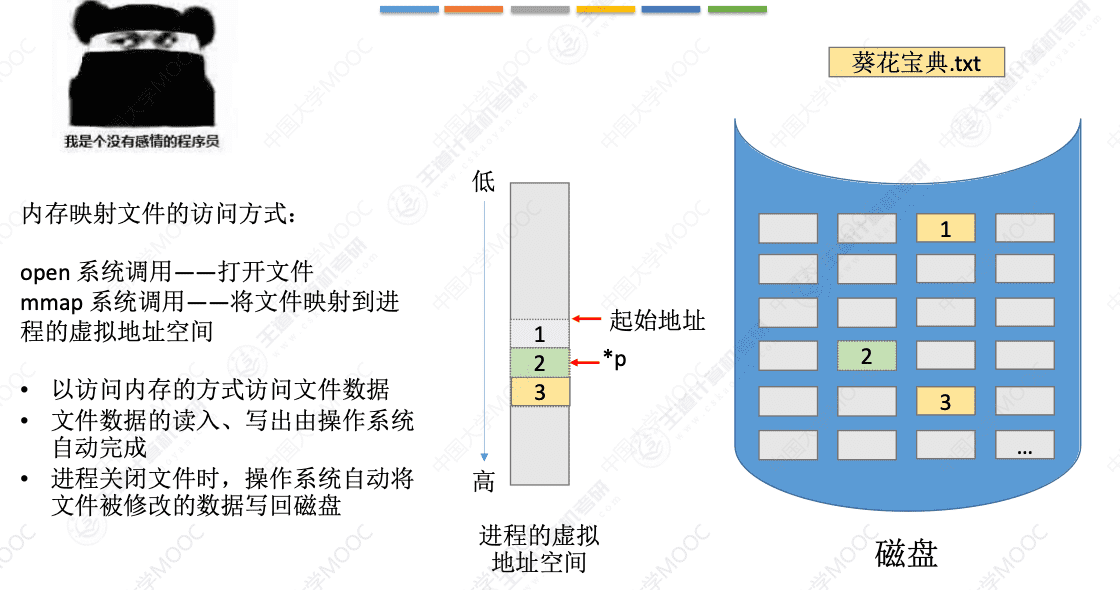 我是个没有感情的程序员
葵花宝典.txt
内存映射文件的访问方式：
open 系统调用——打开文件
mmap 系统调用——将文件映射到进
程的虚拟地址空间
• 以访问内存的方式访问文件数据
• 文件数据的读入、写出由操作系统
自动完成
• 进程关闭文件时，操作系统自动将
文件被修改的数据写回磁盘
低
1
2
3
高
起始地址
*p
进程的虚拟
地址空间
1
2
3
...
磁盘
中国大学MOOC
王道计算机考研